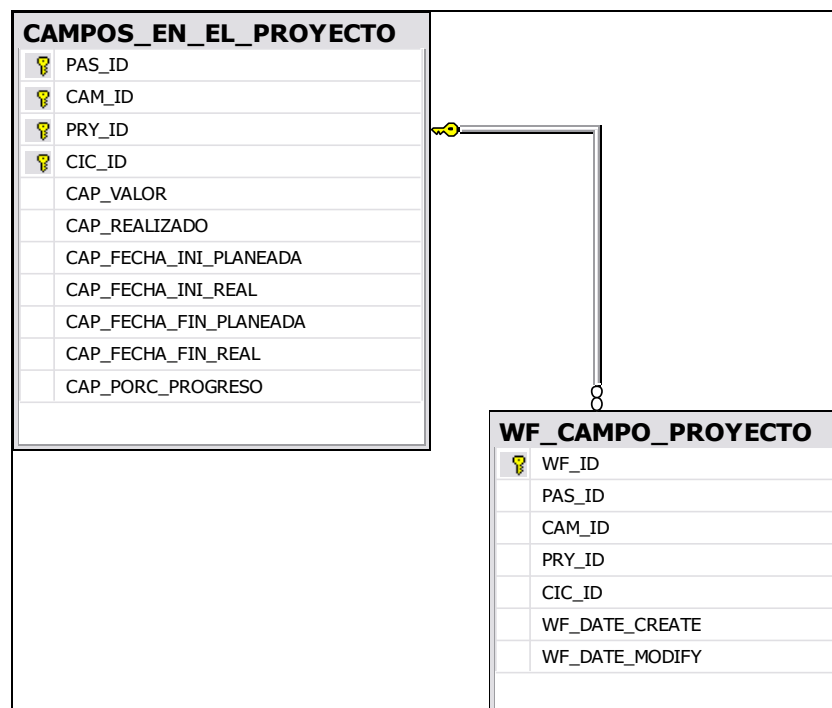 CAMPOS_EN_EL_PROYECTO
PAS_ID
CAM_ID
PRY_ID
CIC_ID
CAP_VALOR
CAP_REALIZADO
CAP_FECHA_INI_PLANEADA
CAP_FECHA_INI_REAL
CAP_FECHA_FIN_PLANEADA
CAP_FECHA_FIN_REAL
CAP_PORC_PROGRESO
WF_CAMPO_PROYECTO
WF_ID
PAS_ID
CAM_ID
PRY_ID
CIC_ID
WF_DATE_CREATE
WF_DATE_MODIFY